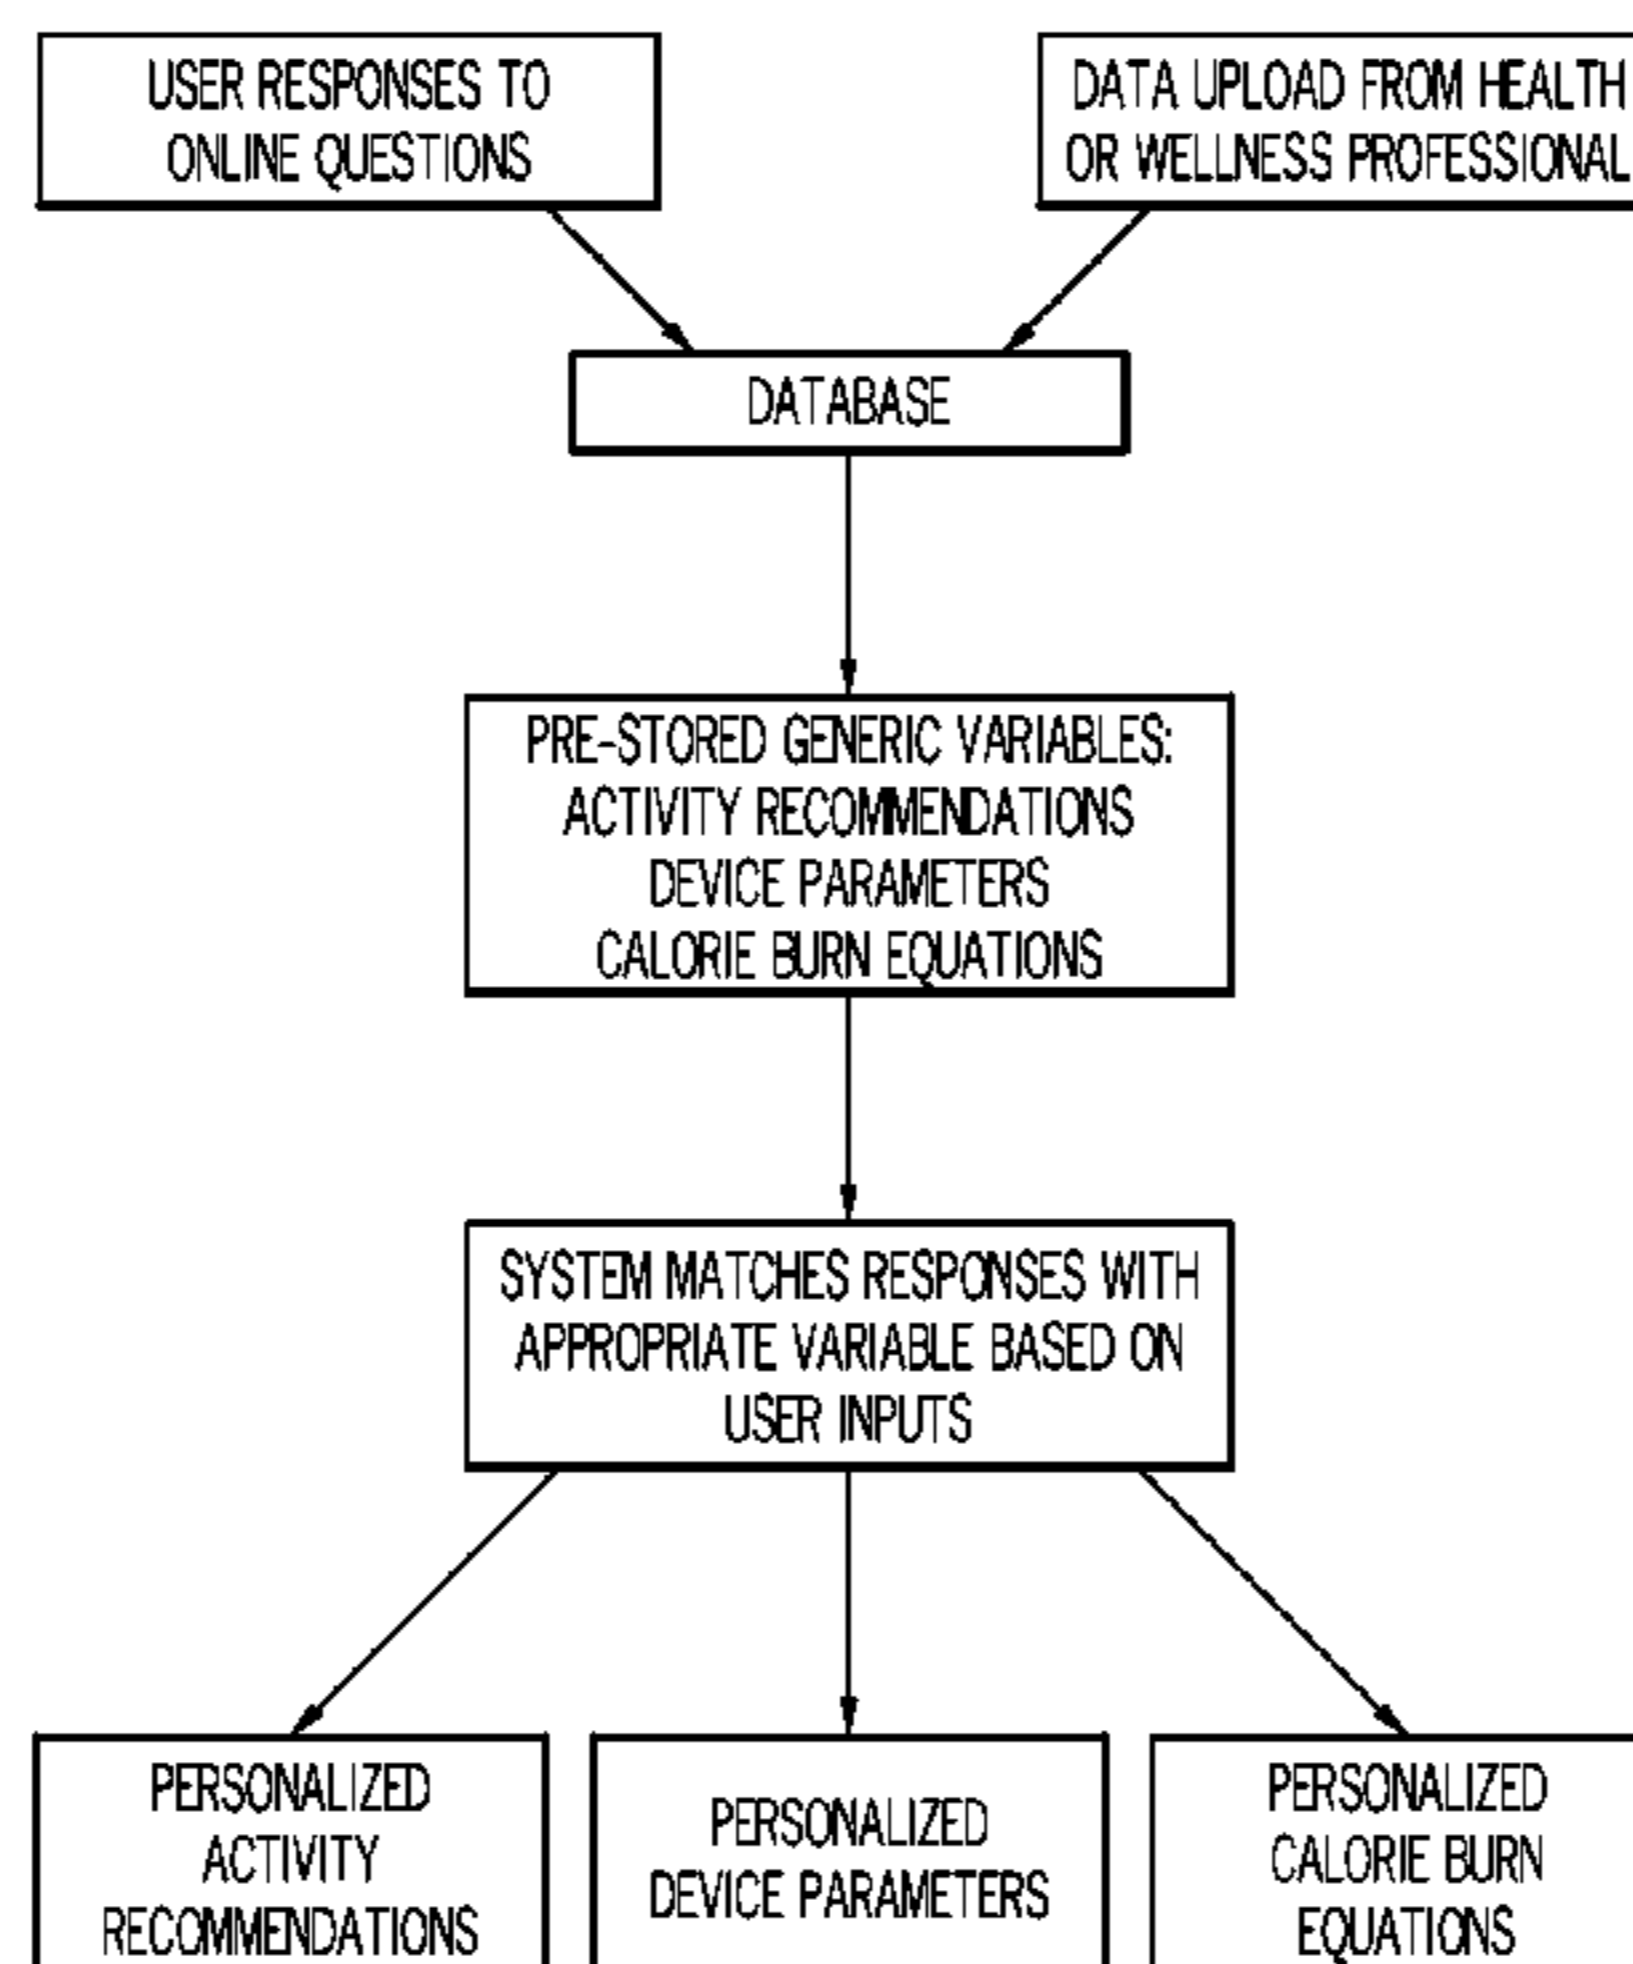 USER RESPONSES TO
ONLINE QUESTIONS
DATA UPLOAD FROM HEALTH
OR WELLNESS PROFESSIONAL
DATABASE
PRE-STORED GENERIC VARIABLES:
ACTIVITY RECOMMENDATIONS
DEVICE PARAMETERS
CALORIE BURN EQUATIONS
SYSTEM MATCHES RESPONSES WITH
APPROPRIATE VARIABLE BASED ON
USER INPUTS
PERSONALIZED
ACTIVITY
RECOMMENDATIONS
PERSONALIZED
DEVICE PARAMETERS
PERSONALIZED
CALORIE BURN
EQUATIONS